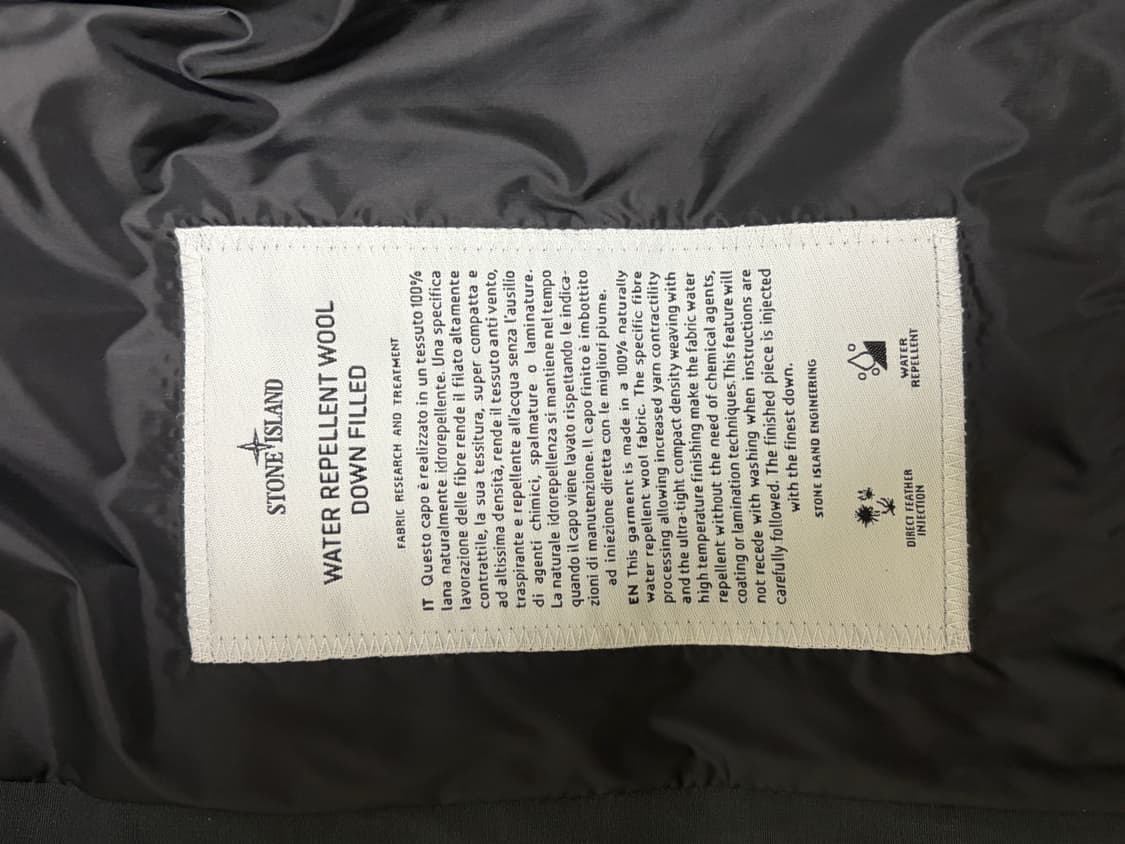 STONE ISLAND
WATER REPELLENT WOOL
DOWN FILLED
FABRIC RESEARCH AND TREATMENT
IT Questo capo è realizzato in un tessuto 100%
lana naturalmente idrorepellente. Una specifica
lavorazione delle fibre rende il filato altamente
contrattile, la sua tessitura, super compatta e
ad altissima densità, rende il tessuto anti vento,
traspirante e repellente all'acqua senza l'ausilio
di agenti chimici, spalmature o laminature.
La naturale idrorepellenza si mantiene nel tempo
quando il capo viene lavato rispettando le indica-
zioni di manutenzione. Il capo finito è imbottito
ad iniezione diretta con le migliori piume.
EN This garment is made in a 100% naturally
water repellent wool fabric. The specific fibre
processing allowing increased yarn contractility
and the ultra-tight compact density weaving with
high temperature finishing make the fabric water
repellent without the need of chemical agents,
coating or lamination techniques.This feature will
not recede with washing when instructions are
carefully followed. The finished piece is injected
with the finest down.
STONE ISLAND ENGINEERING
DIRECT FEATHER
INJECTION
WATER
REPELLENT